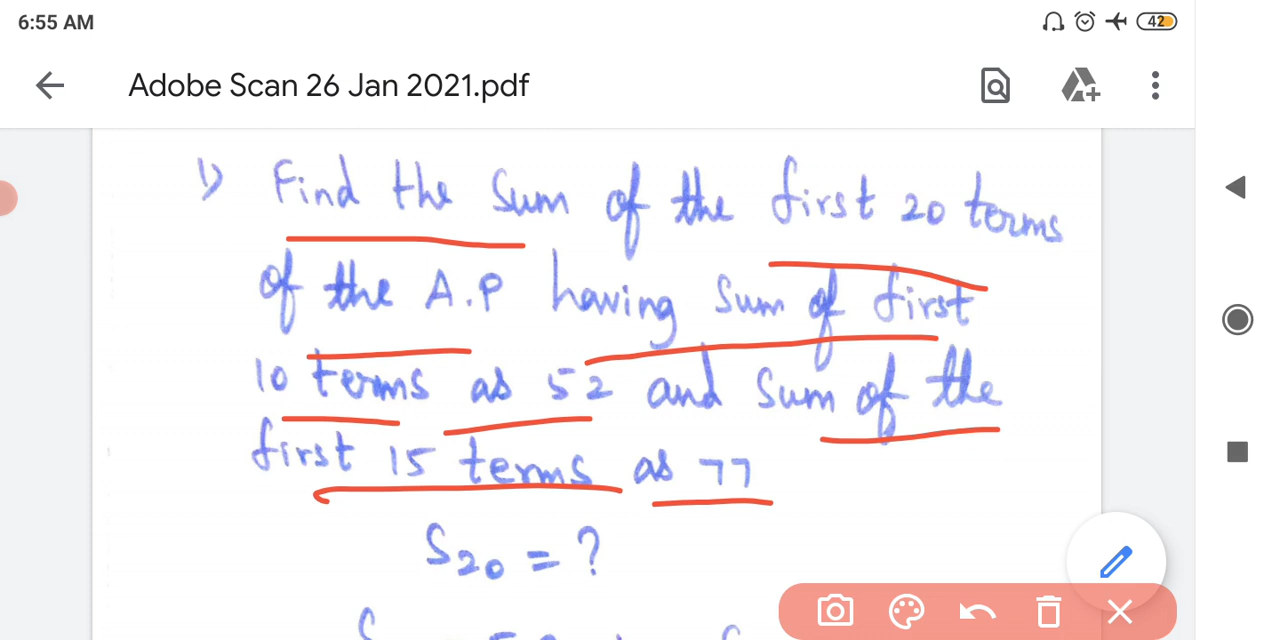 6:55 AM
42
Adobe Scan 26 Jan 2021.pdf
1) Find the Sum of the first 20 terms
of the A.P having Sum of first
10 terms as 52 and Sum of the
first 15 terms as 77
S20 = ?